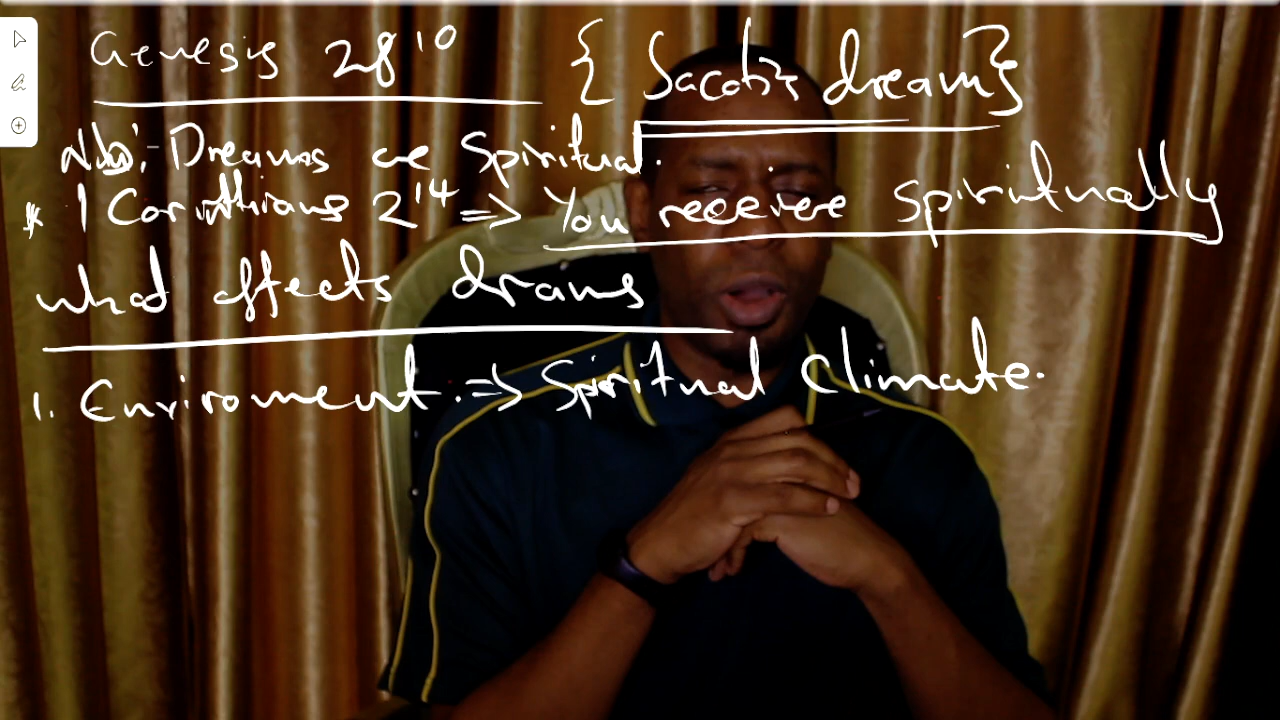 Genesis 28¹⁰ {Jacob's dream}
Nb:- Dreams are Spiritual.
* 1 Corinthians 2¹⁴ => You receive spiritually
what affects dreams
1. Enviroment. => Spiritual Climate.